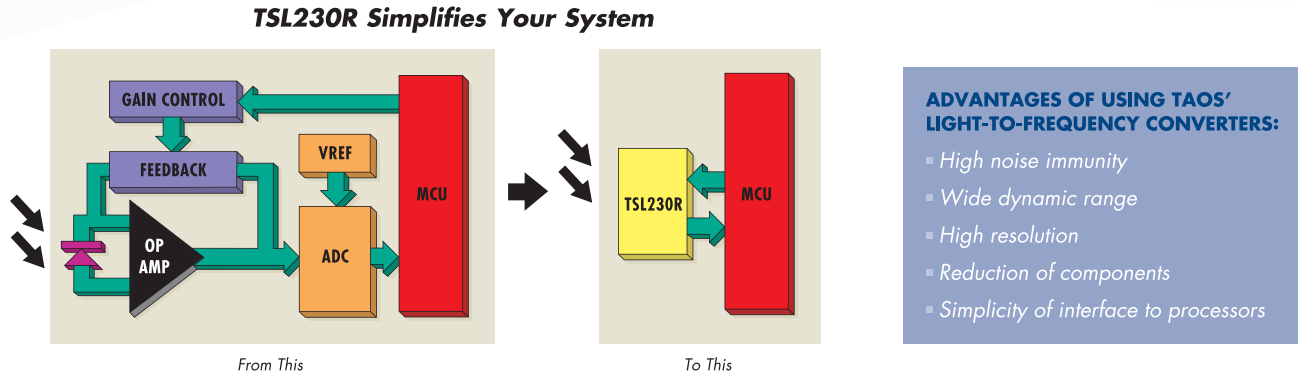 TSL230R Simplifies Your System
GAIN CONTROL
FEEDBACK
OP
AMP
VREF
ADC
MCU
From This
TSL230R
MCU
To This
ADVANTAGES OF USING TAOS'
LIGHT-TO-FREQUENCY CONVERTERS:
High noise immunity
Wide dynamic range
High resolution
Reduction of components
Simplicity of interface to processors